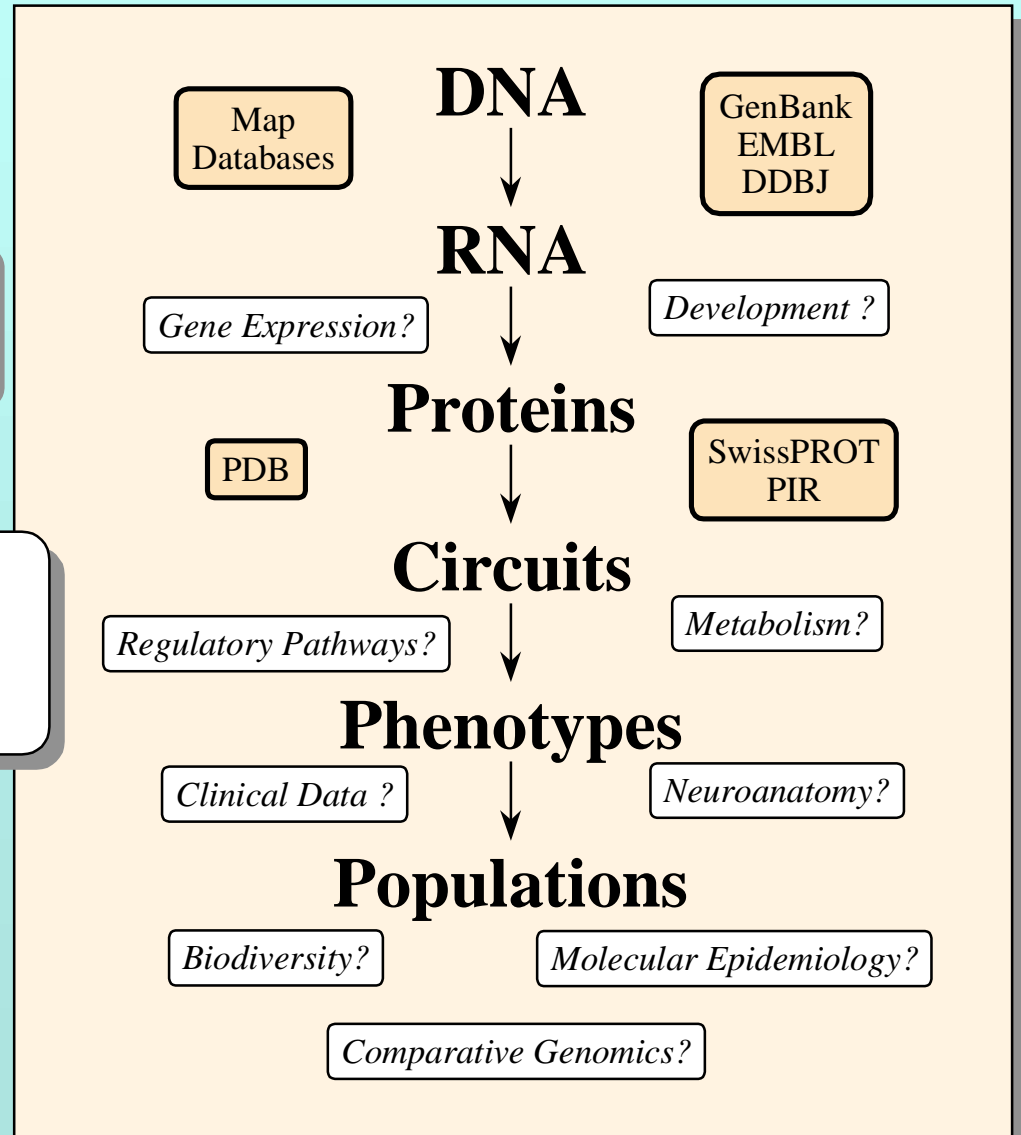 DNA
Map
Databases
GenBank
EMBL
DDBJ
RNA
Gene Expression?
Development ?
Proteins
PDB
SwissPROT
PIR
Circuits
Regulatory Pathways?
Metabolism?
Phenotypes
Clinical Data ?
Neuroanatomy?
Populations
Biodiversity?
Molecular Epidemiology?
Comparative Genomics?